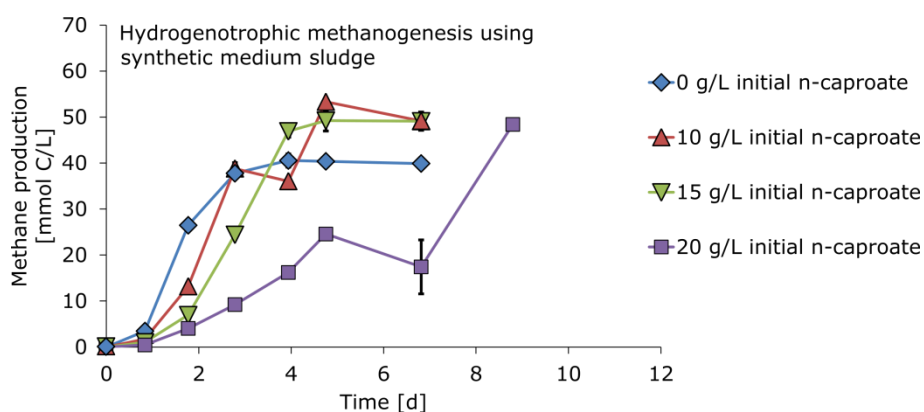 Hydrogenotrophic methanogenesis using
synthetic medium sludge
Methane production
[mmol C/L]
70
60
50
40
30
20
10
0
0 2 4 6 8 10 12
Time [d]
0 g/L initial n-caproate
10 g/L initial n-caproate
15 g/L initial n-caproate
20 g/L initial n-caproate